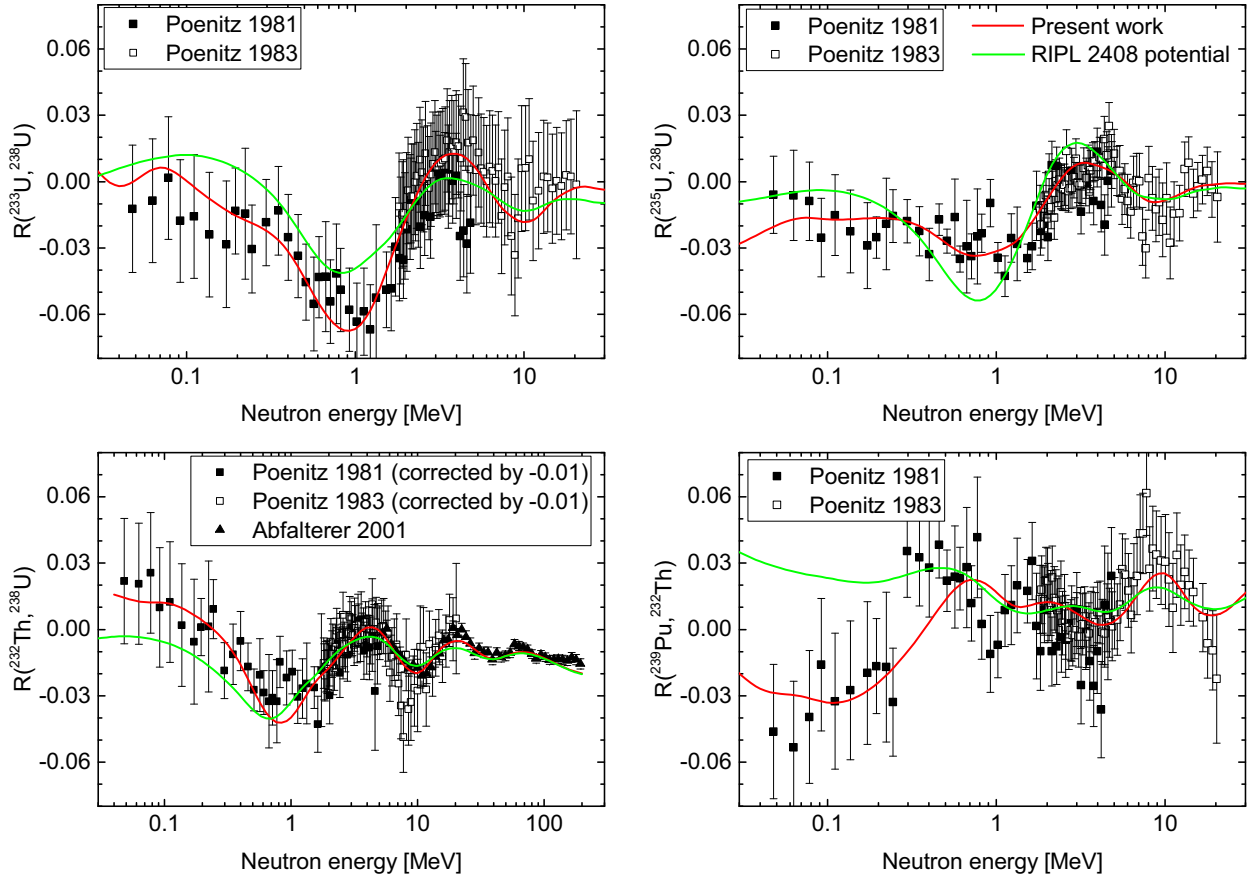 Poenitz 1981
Poenitz 1983
R(²³³U, ²³⁸U)
0.06
0.03
0.00
-0.03
-0.06
0.1
1
10
Neutron energy [MeV]
Poenitz 1981
Poenitz 1983
Present work
RIPL 2408 potential
R(²³⁵U, ²³⁸U)
0.06
0.03
0.00
-0.03
-0.06
0.1
1
10
Neutron energy [MeV]
Poenitz 1981 (corrected by -0.01)
Poenitz 1983 (corrected by -0.01)
Abfalterer 2001
R(²³²Th, ²³⁸U)
0.06
0.03
0.00
-0.03
-0.06
0.1
1
10
100
Neutron energy [MeV]
Poenitz 1981
Poenitz 1983
R(²³⁹Pu, ²³²Th)
0.06
0.03
0.00
-0.03
-0.06
0.1
1
10
Neutron energy [MeV]